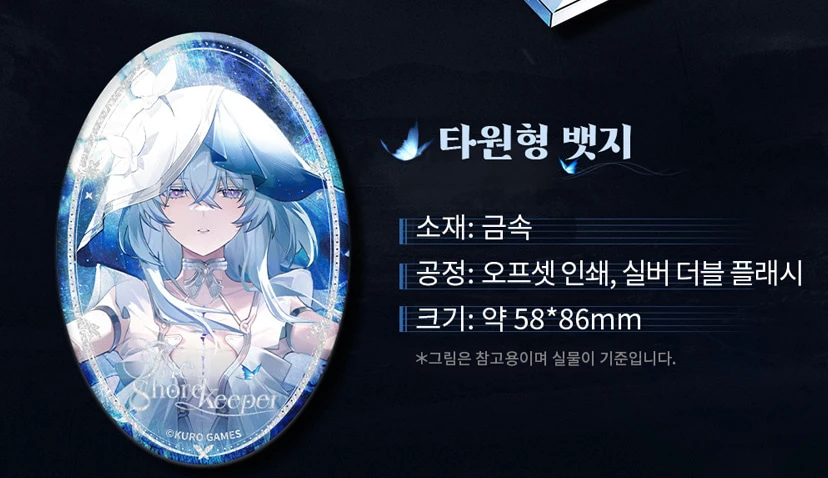 타원형 뱃지
소재: 금속
공정: 오프셋 인쇄, 실버 더블 플래시
크기: 약 58*86mm
*그림은 참고용이며 실물이 기준입니다.
Shore
Keeper
©KURO GAMES